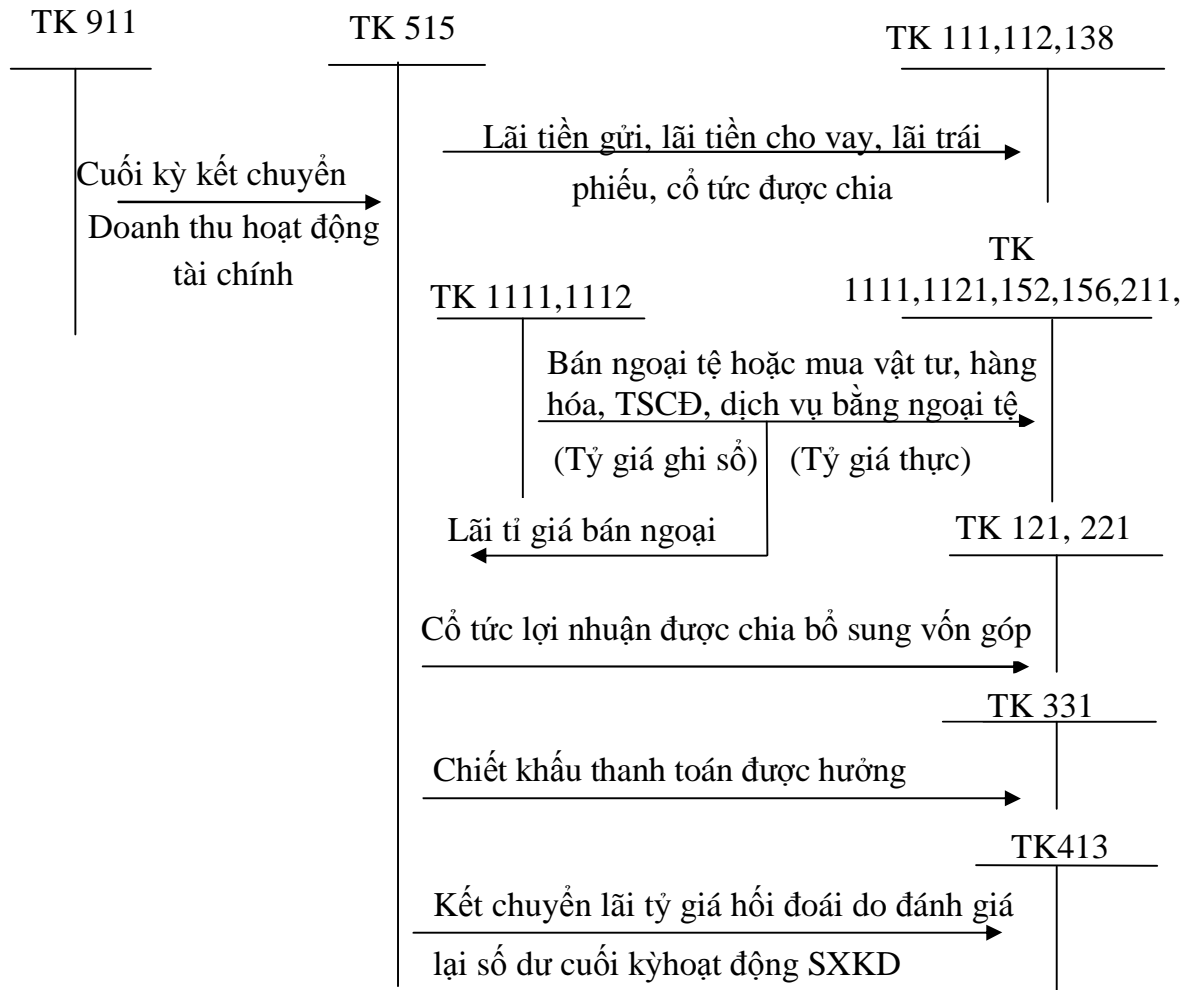 TK 911
TK 515
TK 111,112,138
Lãi tiền gửi, lãi tiền cho vay, lãi trái
phiếu, cổ tức được chia
Cuối kỳ kết chuyển
Doanh thu hoạt động
tài chính
TK 1111,1112
TK
1111,1121,152,156,211,
Bán ngoại tệ hoặc mua vật tư, hàng
hóa, TSCĐ, dịch vụ bằng ngoại tệ
(Tỷ giá ghi sổ)
(Tỷ giá thực)
Lãi tỉ giá bán ngoại
TK 121, 221
Cổ tức lợi nhuận được chia bổ sung vốn góp
TK 331
Chiết khấu thanh toán được hưởng
TK413
Kết chuyển lãi tỷ giá hối đoái do đánh giá
lại số dư cuối kỳhoạt động SXKD